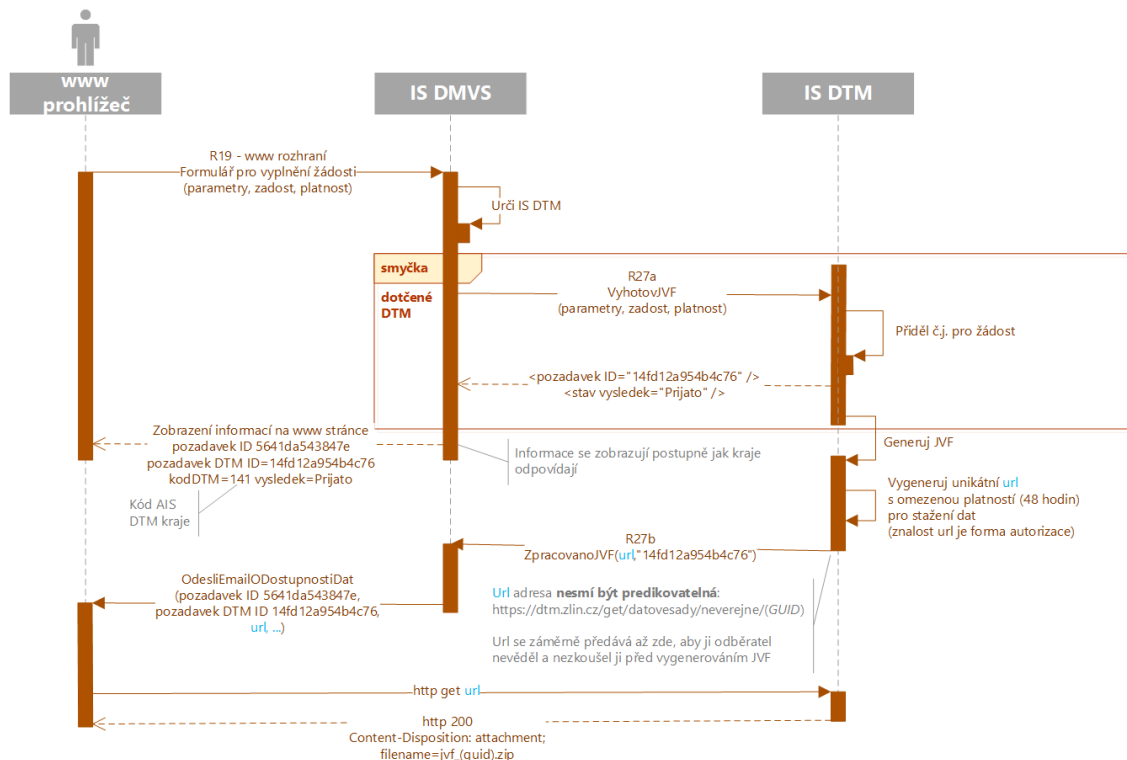 www
prohlížeč
IS DMVS
IS DTM
R19 - www rozhraní
Formulář pro vyplnění žádosti
(parametry, zadost, platnost)
Urči IS DTM
smyčka
dotčené
DTM
R27a
VyhotovJVF
(parametry, zadost, platnost)
Přiděl č.j. pro žádost
<pozadavek ID="14fd12a954b4c76" />
<stav vysledek="Prijato" />
Zobrazení informací na www stránce
pozadavek ID 5641da543847e
pozadavek DTM ID=14fd12a954b4c76
kodDTM=141 vysledek=Prijato
Informace se zobrazují postupně jak kraje
odpovídají
Generuj JVF
Kód AIS
DTM kraje
Vygeneruj unikátní url
s omezenou platností (48 hodin)
pro stažení dat
(znalost url je forma autorizace)
R27b
ZpracovanoJVF(url,"14fd12a954b4c76")
OdesliEmailODostupnostiDat
(pozadavek ID 5641da543847e,
pozadavek DTM ID 14fd12a954b4c76,
url, ...)
Url adresa nesmí být predikovatelná:
https://dtm.zlin.cz/get/datovesady/neverejne/(GUID)
Url se záměrně předává až zde, aby ji odběratel
nevěděl a nezkoušel ji před vygenerováním JVF
http get url
http 200
Content-Disposition: attachment;
filename=jvf_(guid).zip